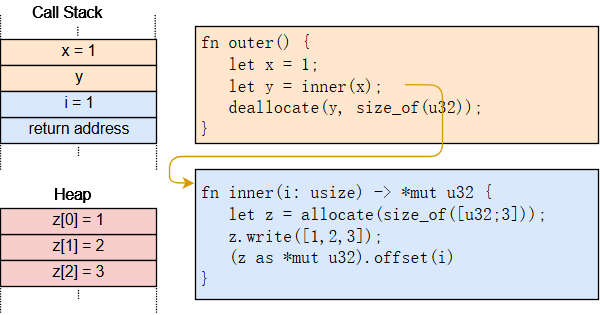 Call Stack
x = 1
y
i = 1
return address
Heap
z[0] = 1
z[1] = 2
z[2] = 3
fn outer() {
let x = 1;
let y = inner(x);
deallocate(y, size_of(u32));
}
fn inner(i: usize) -> *mut u32 {
let z = allocate(size_of([u32;3]));
z.write([1,2,3]);
(z as *mut u32).offset(i)
}